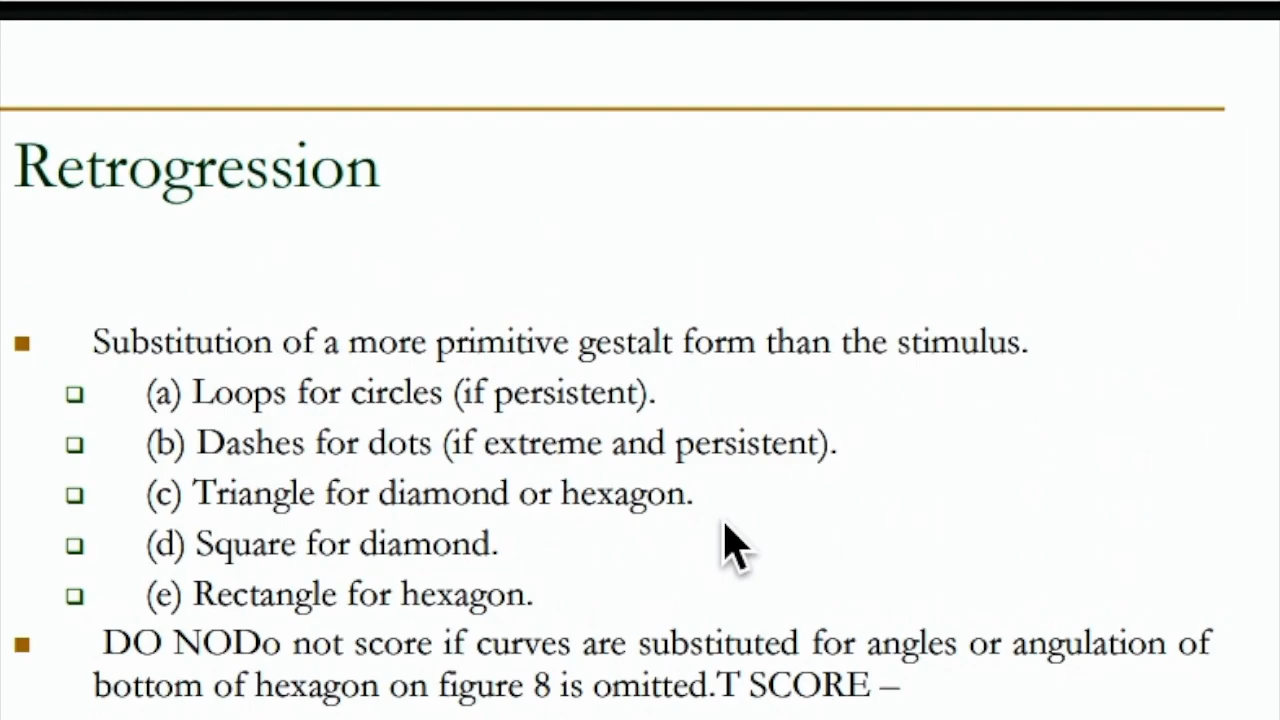 Retrogression
Substitution of a more primitive gestalt form than the stimulus.
(a) Loops for circles (if persistent).
(b) Dashes for dots (if extreme and persistent).
(c) Triangle for diamond or hexagon.
(d) Square for diamond.
(e) Rectangle for hexagon.
DO NODo not score if curves are substituted for angles or angulation of
bottom of hexagon on figure 8 is omitted.T SCORE –